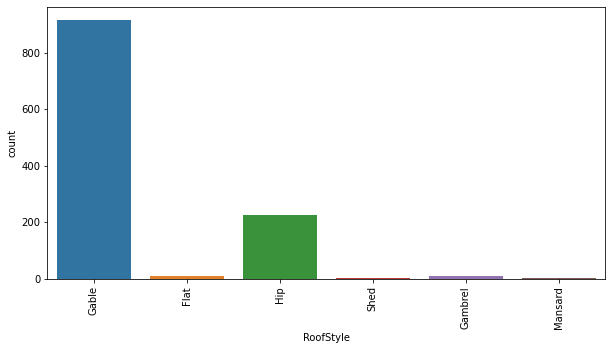 count
800
600
400
200
0
Gable
Flat
Hip
Shed
Gambrel
Mansard
RoofStyle